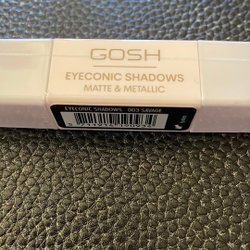 GOSH
EYECONIC SHADOWS
MATTE & METALLIC
EYECONIC SHADOWS 003 SAVAGE